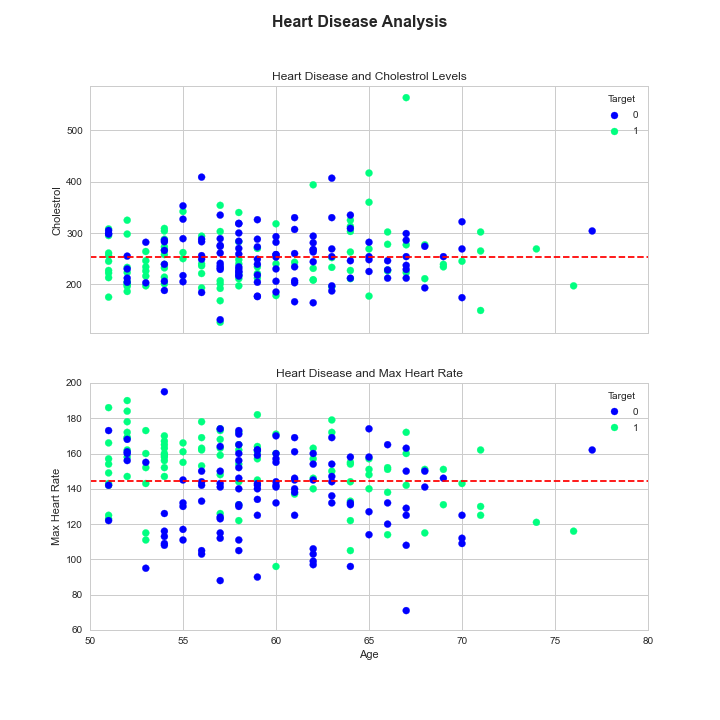 Heart Disease Analysis
Heart Disease and Cholestrol Levels
Target
0
1
500
400
300
200
Cholestrol
Heart Disease and Max Heart Rate
Target
0
1
200
180
160
140
120
100
80
60
Max Heart Rate
50 55 60 65 70 75 80
Age